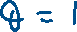 g = 1